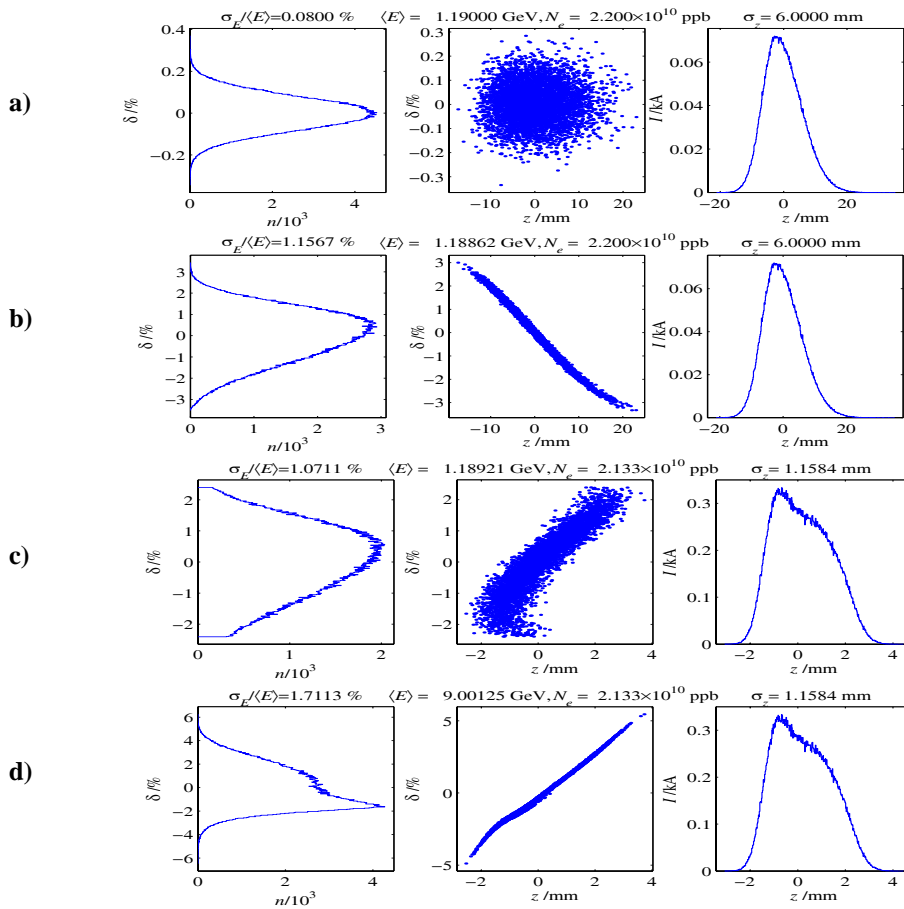 σ_E/⟨E⟩=0.0800 % ⟨E⟩ = 1.19000 GeV, N_e = 2.200×10^10 ppb σ_z=6.0000 mm
a)
δ /%
0.4
0.2
0
−0.2
0 2 4
n/10^3
δ /%
0.3
0.2
0.1
0
−0.1
−0.2
−0.3
−10 0 10 20
z /mm
I /kA
0.06
0.04
0.02
0
−20 0 20
z /mm
σ_E/⟨E⟩=1.1567 % ⟨E⟩ = 1.18862 GeV, N_e = 2.200×10^10 ppb σ_z=6.0000 mm
b)
δ /%
3
2
1
0
−1
−2
−3
0 1 2 3
n/10^3
δ /%
3
2
1
0
−1
−2
−3
−10 0 10 20
z /mm
I /kA
0.06
0.04
0.02
0
−20 0 20
z /mm
σ_E/⟨E⟩=1.0711 % ⟨E⟩ = 1.18921 GeV, N_e = 2.133×10^10 ppb σ_z=1.1584 mm
c)
δ /%
2
1
0
−1
−2
0 1 2
n/10^3
δ /%
2
1
0
−1
−2
−2 0 2 4
z /mm
I /kA
0.3
0.2
0.1
0
−2 0 2 4
z /mm
σ_E/⟨E⟩=1.7113 % ⟨E⟩ = 9.00125 GeV, N_e = 2.133×10^10 ppb σ_z=1.1584 mm
d)
δ /%
6
4
2
0
−2
−4
−6
0 2 4
n/10^3
δ /%
5
0
−5
−2 0 2 4
z /mm
I /kA
0.3
0.2
0.1
0
−2 0 2 4
z /mm